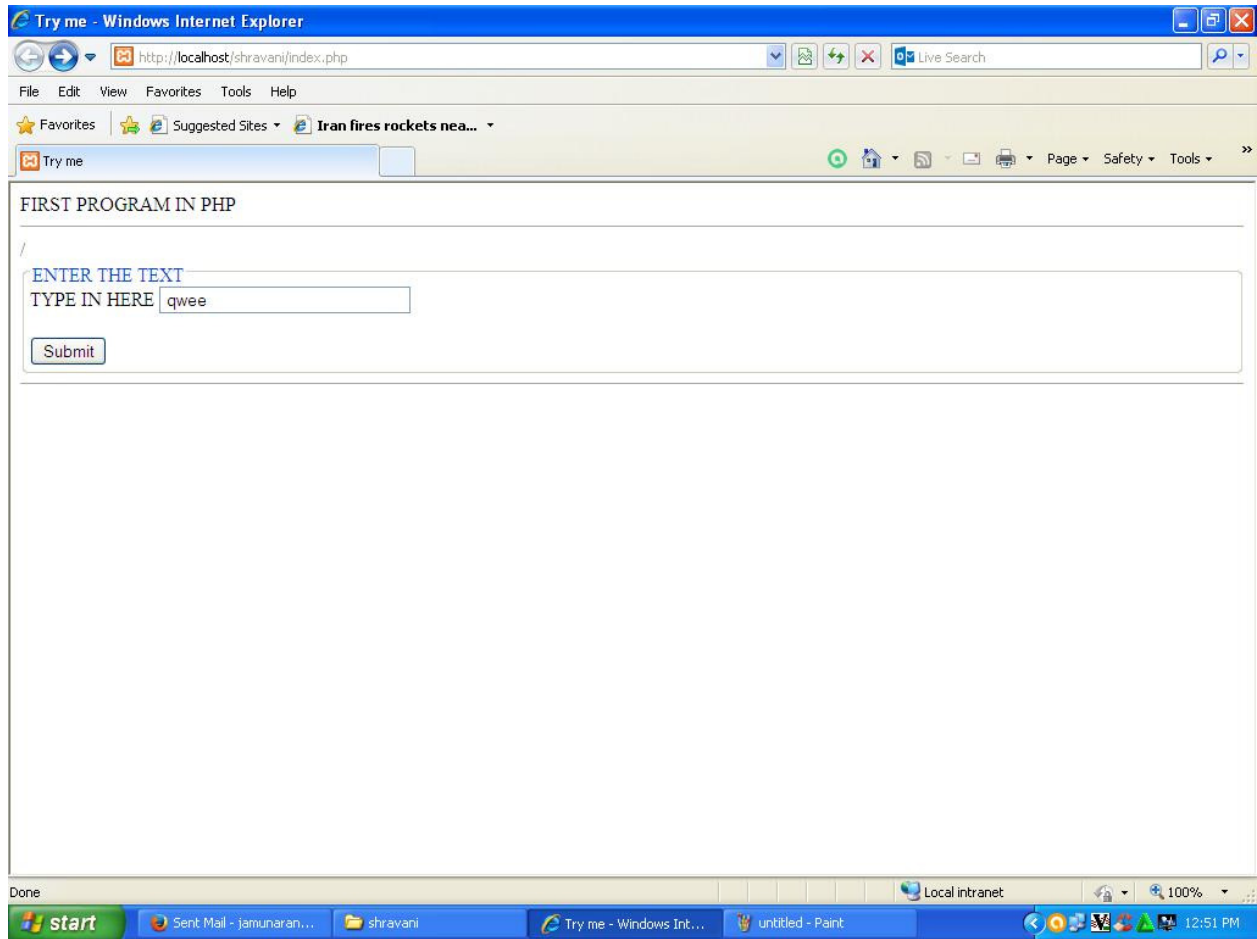 Try me - Windows Internet Explorer
http://localhost/shravani/index.php
Live Search
File Edit View Favorites Tools Help
Favorites Suggested Sites Iran fires rockets nea...
Try me
Page Safety Tools »
FIRST PROGRAM IN PHP
/
ENTER THE TEXT
TYPE IN HERE qwee
Submit
Done Local intranet 100%
start Sent Mail - jamunaran... shravani Try me - Windows Int... untitled - Paint 12:51 PM